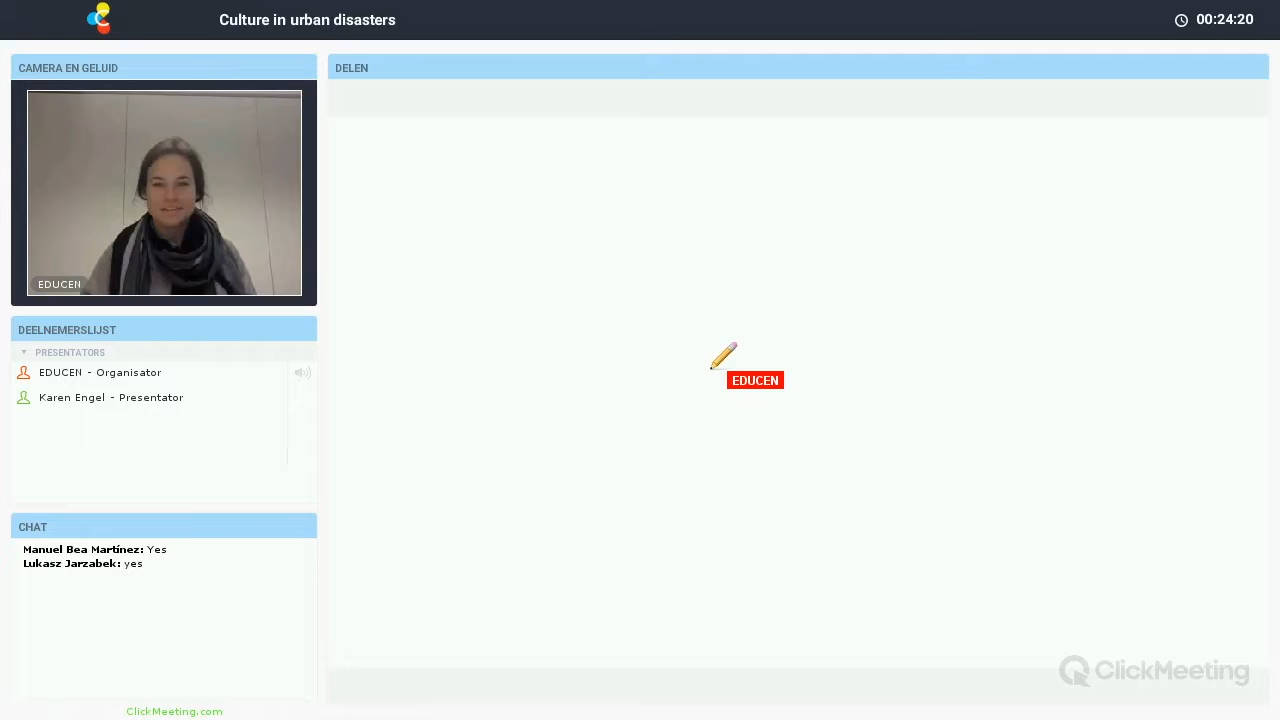 Culture in urban disasters
00:24:20
CAMERA EN GELUID
EDUCEN
DEELNEMERSLIJST
PRESENTATORS
EDUCEN - Organisator
Karen Engel - Presentator
CHAT
Manuel Bea Martínez: Yes
Lukasz Jarzabek: yes
ClickMeeting.com
DELEN
EDUCEN
ClickMeeting